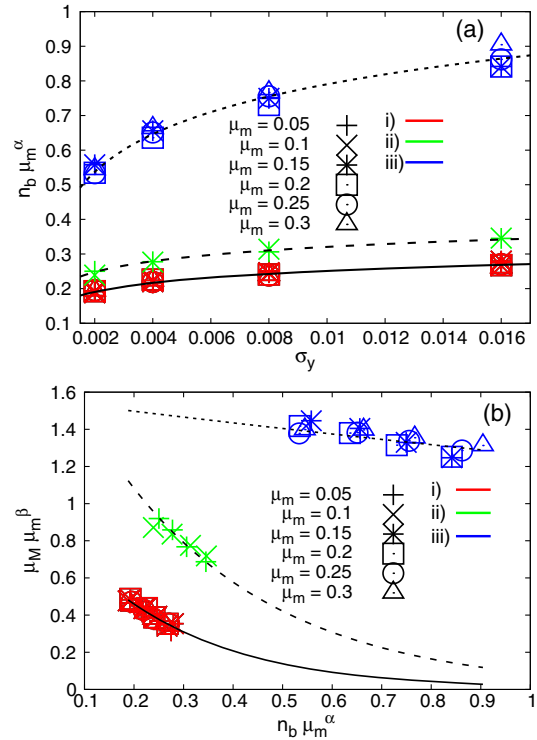 (a)
1
0.9
0.8
0.7
0.6
0.5
0.4
0.3
0.2
0.1
n_b μ_m^α
μ_m = 0.05
μ_m = 0.1
μ_m = 0.15
μ_m = 0.2
μ_m = 0.25
μ_m = 0.3
i)
ii)
iii)
0.002 0.004 0.006 0.008 0.010 0.012 0.014 0.016
σ_y
(b)
1.6
1.4
1.2
1
0.8
0.6
0.4
0.2
0
μ_M μ_m^β
μ_m = 0.05
μ_m = 0.1
μ_m = 0.15
μ_m = 0.2
μ_m = 0.25
μ_m = 0.3
i)
ii)
iii)
0.1 0.2 0.3 0.4 0.5 0.6 0.7 0.8 0.9 1
n_b μ_m^α